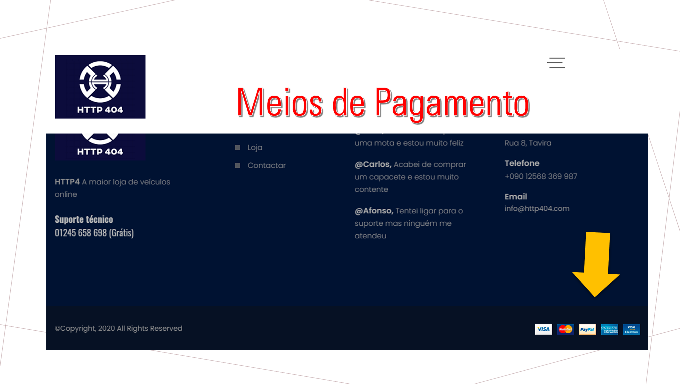 HTTP 404
Meios de Pagamento
HTTP 404
HTTP4 A maior loja de veiculos
online
Suporte técnico
01245 658 698 (Grátis)
Loja
Contactar
uma mota e estou muito feliz
@Carlos, Acabei de comprar
um capacete e estou muito
contente
@Afonso, Tentei ligar para o
suporte mas ninguém me
atendeu
Rua 8, Tavira
Telefone
+090 12568 369 987
Email
info@http404.com
©Copyright, 2020 All Rights Reserved
VISA
PayPal